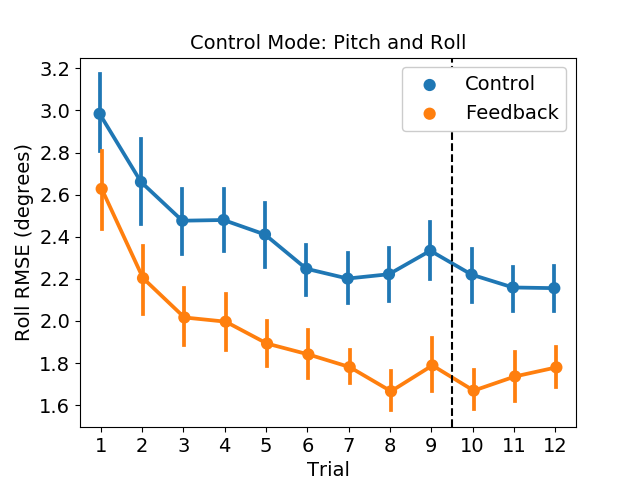 Control Mode: Pitch and Roll
Control
Feedback
Roll RMSE (degrees)
3.2
3.0
2.8
2.6
2.4
2.2
2.0
1.8
1.6
1 2 3 4 5 6 7 8 9 10 11 12
Trial